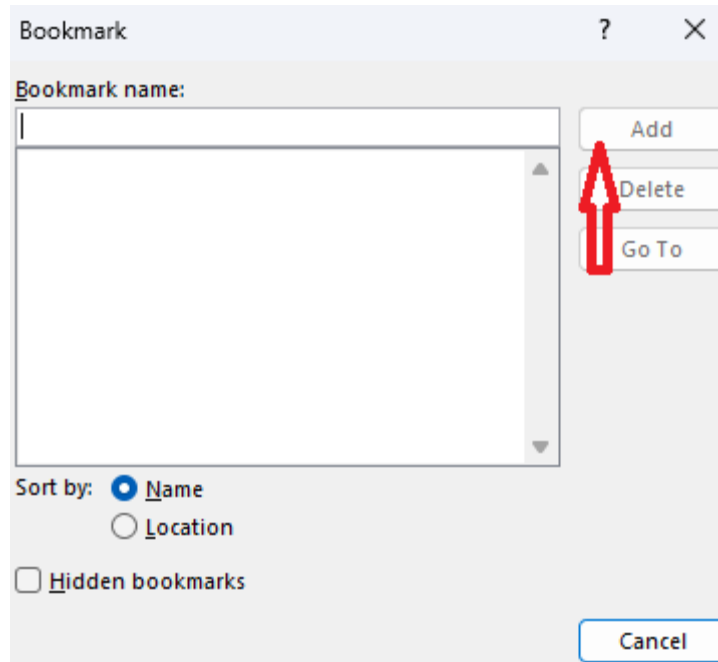 Bookmark ?
Bookmark name:
Add
Delete
Go To
Sort by: Name
Location
Hidden bookmarks
Cancel